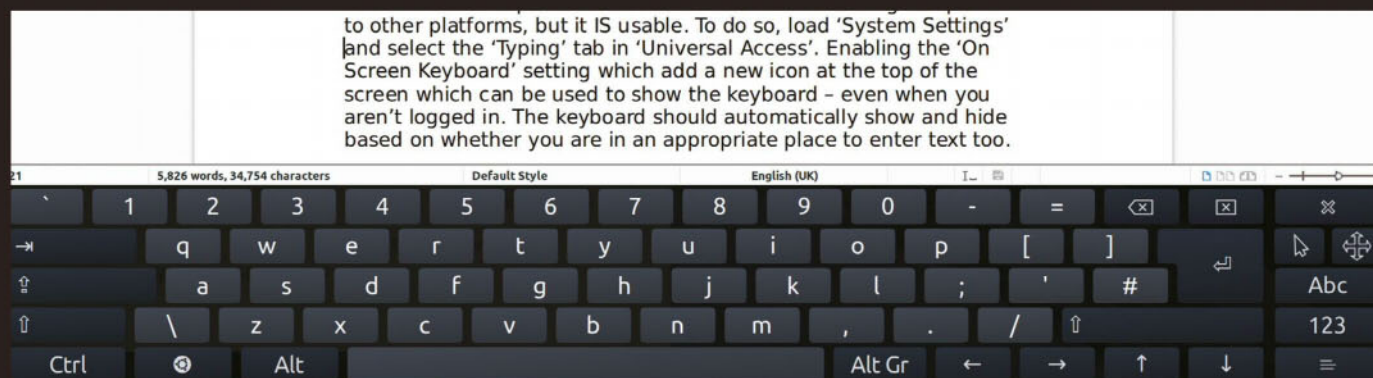 to other platforms, but it IS usable. To do so, load ‘System Settings’
and select the ‘Typing’ tab in ‘Universal Access’. Enabling the ‘On
Screen Keyboard’ setting which add a new icon at the top of the
screen which can be used to show the keyboard – even when you
aren’t logged in. The keyboard should automatically show and hide
based on whether you are in an appropriate place to enter text too.
21 5,826 words, 34,754 characters Default Style English (UK)
` 1 2 3 4 5 6 7 8 9 0 - =
q w e r t y u i o p [ ]
a s d f g h j k l ; ' # Abc
\ z x c v b n m , . / 123
Ctrl Alt Alt Gr ← → ↑ ↓